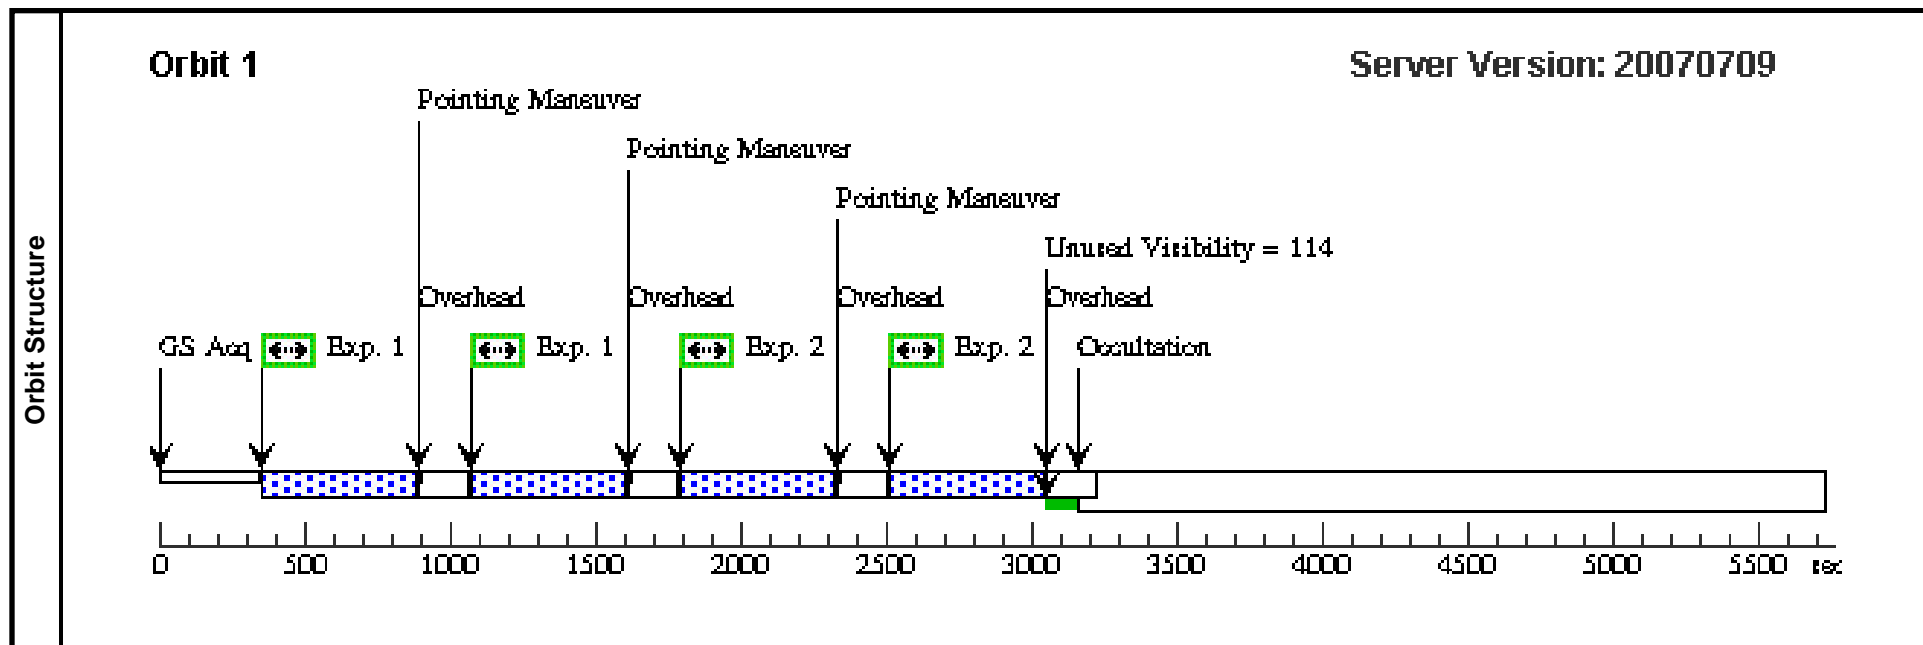 Orbit Structure
Orbit 1
Server Version: 20070709
Pointing Maneuver
Pointing Maneuver
Pointing Maneuver
Unused Visibility = 114
Overhead Overhead Overhead Overhead
GS Acq Exp. 1 Exp. 1 Exp. 2 Exp. 2 Occultation
0 500 1000 1500 2000 2500 3000 3500 4000 4500 5000 5500 sec